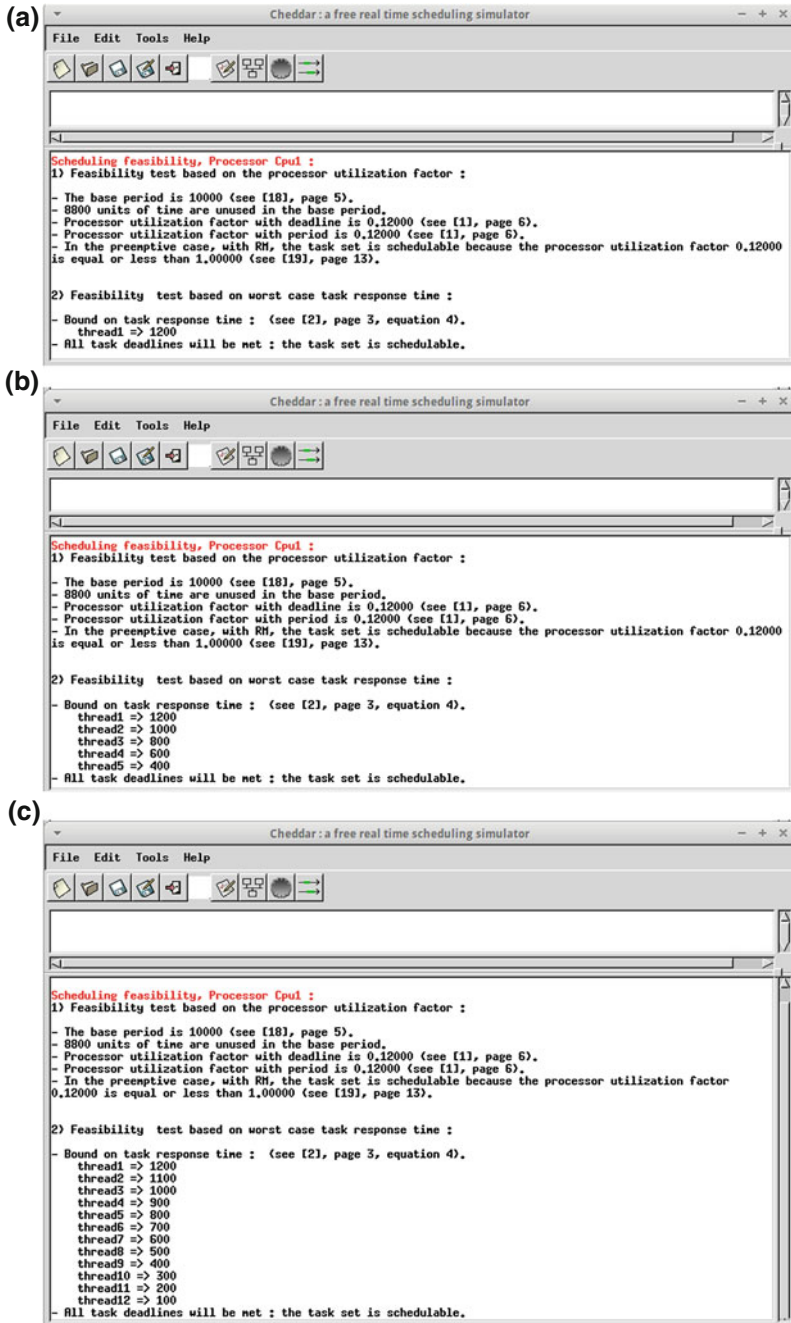 (a)
Cheddar : a free real time scheduling simulator
File Edit Tools Help
Scheduling feasibility, Processor Cpu1 :
1) Feasibility test based on the processor utilization factor :
- The base period is 10000 (see [18], page 5).
- 8800 units of time are unused in the base period.
- Processor utilization factor with deadline is 0.12000 (see [1], page 6).
- Processor utilization factor with period is 0.12000 (see [1], page 6).
- In the preemptive case, with RM, the task set is schedulable because the processor utilization factor 0.12000
is equal or less than 1.00000 (see [19], page 13).
2) Feasibility test based on worst case task response time :
- Bound on task response time : (see [2], page 3, equation 4).
thread1 => 1200
- All task deadlines will be met : the task set is schedulable.
(b)
Cheddar : a free real time scheduling simulator
File Edit Tools Help
Scheduling feasibility, Processor Cpu1 :
1) Feasibility test based on the processor utilization factor :
- The base period is 10000 (see [18], page 5).
- 8800 units of time are unused in the base period.
- Processor utilization factor with deadline is 0.12000 (see [1], page 6).
- Processor utilization factor with period is 0.12000 (see [1], page 6).
- In the preemptive case, with RM, the task set is schedulable because the processor utilization factor 0.12000
is equal or less than 1.00000 (see [19], page 13).
2) Feasibility test based on worst case task response time :
- Bound on task response time : (see [2], page 3, equation 4).
thread1 => 1200
thread2 => 1000
thread3 => 800
thread4 => 600
thread5 => 400
- All task deadlines will be met : the task set is schedulable.
(c)
Cheddar : a free real time scheduling simulator
File Edit Tools Help
Scheduling feasibility, Processor Cpu1 :
1) Feasibility test based on the processor utilization factor :
- The base period is 10000 (see [18], page 5).
- 8800 units of time are unused in the base period.
- Processor utilization factor with deadline is 0.12000 (see [1], page 6).
- Processor utilization factor with period is 0.12000 (see [1], page 6).
- In the preemptive case, with RM, the task set is schedulable because the processor utilization factor
0.12000 is equal or less than 1.00000 (see [19], page 13).
2) Feasibility test based on worst case task response time :
- Bound on task response time : (see [2], page 3, equation 4).
thread1 => 1200
thread2 => 1100
thread3 => 1000
thread4 => 900
thread5 => 800
thread6 => 700
thread7 => 600
thread8 => 500
thread9 => 400
thread10 => 300
thread11 => 200
thread12 => 100
- All task deadlines will be met : the task set is schedulable.